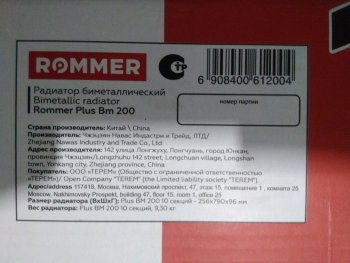 ROMMER
TP
6 908400 612004
Радиатор биметаллический
Bimetallic radiator
Rommer Plus Bm 200
номер партии
Страна производитель: Китай \ China
Производитель: Чжэцзян Навас Индастри и Трейд, ЛТД/
Zhejiang Nawas Industry and Trade Co., Ltd
Адрес производителя: 142 улица Лонгжуху, Лонгчуань, город Юнкан,
провинция Чжэцзян/Longzhuhu 142 street, Longchuan village, Longshan
town, Yonkang city, Zhejiang province, China
Покупатель: ООО «ТЕРЕМ» (Общество с ограниченной ответственностью
«ТЕРЕМ»)/ Open Company "TEREM" (the Limited liability society "TEREM").
Адрес/Address 117418, Москва, Нахимовский проспект, 47, этаж 15, помещение 1, комната 25
Moscow, Nakhimovsky Prospekt, building 47, floor 15, room 1, office 25
Размер радиатора (ВхШхГ): Plus BM 200 10 секций - 256x790x96 мм
Вес радиатора: Plus BM 200 10 секций, 9,30 кг